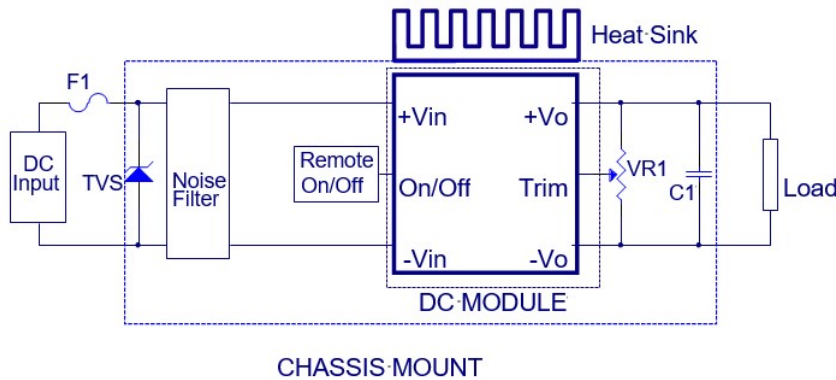 Heat Sink
F1
+Vin
+Vo
DC
Input
TVS
Noise
Filter
Remote
On/Off
On/Off
Trim
VR1
C1
Load
-Vin
-Vo
DC MODULE
CHASSIS MOUNT